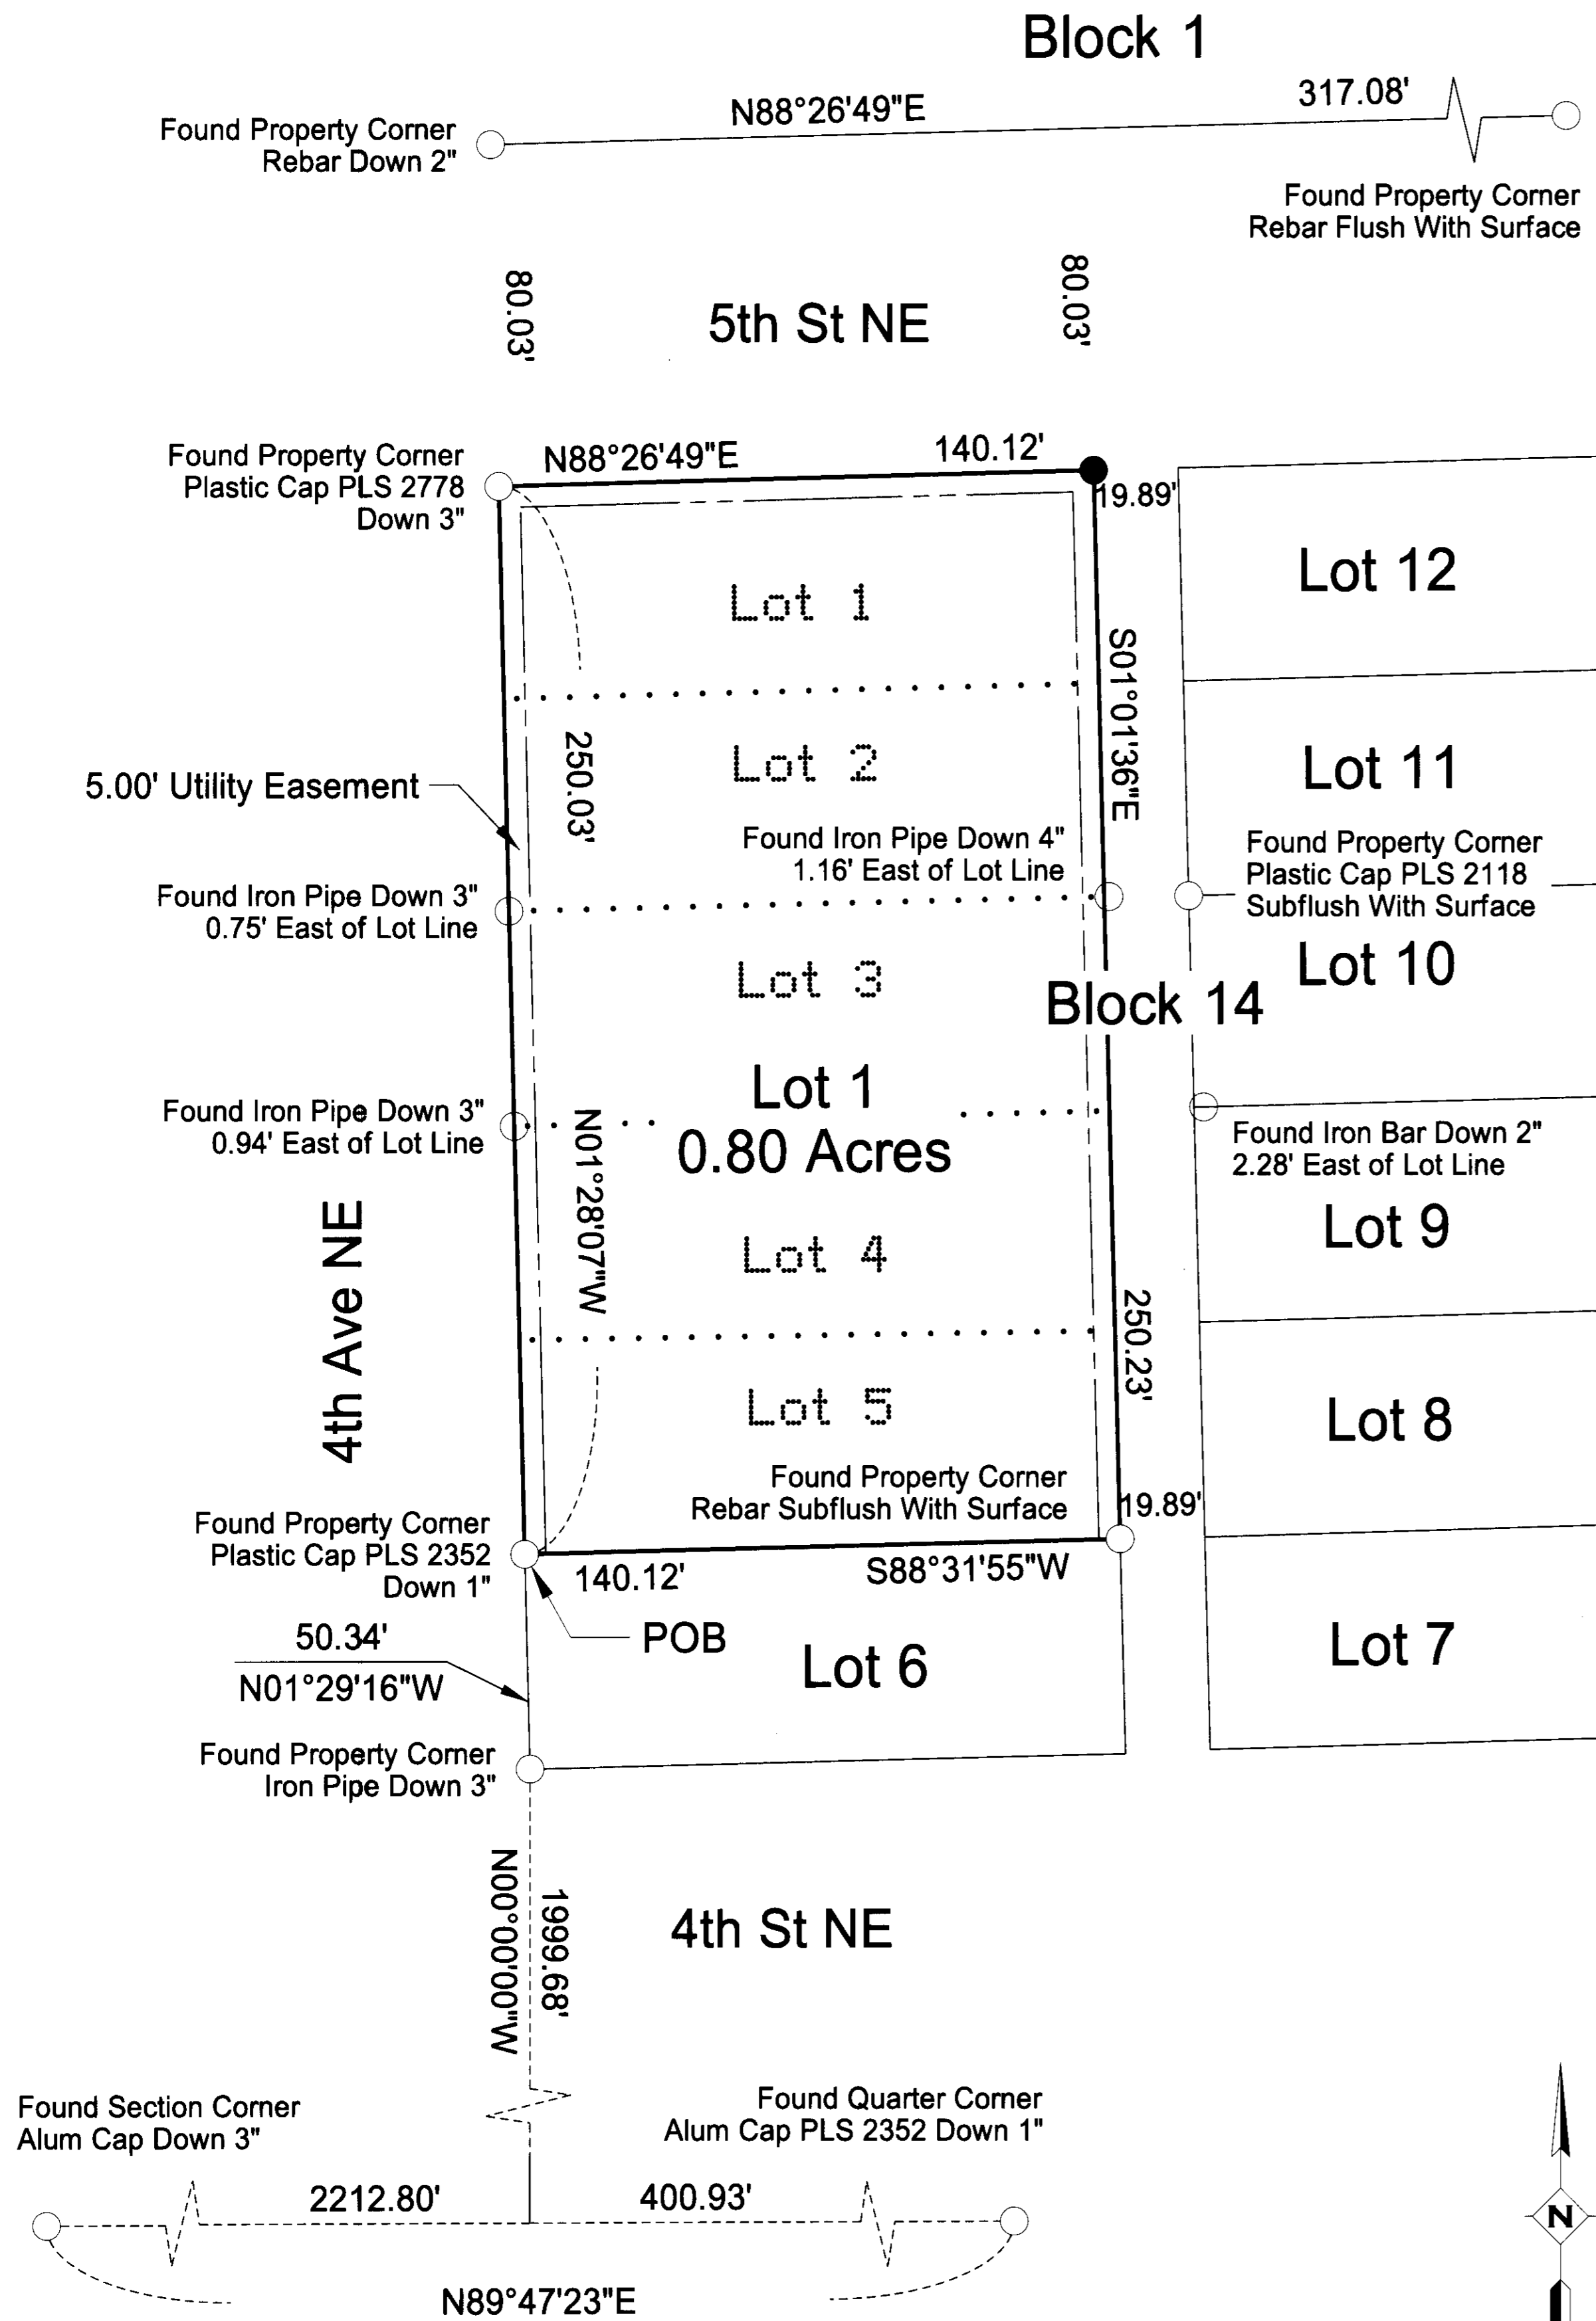 Block 1
N88°26'49"E
317.08'
Found Property Corner
Rebar Down 2"
Found Property Corner
Rebar Flush With Surface
80.03'
5th St NE
80.03'
Found Property Corner
Plastic Cap PLS 2778
Down 3"
N88°26'49"E
140.12'
19.89'
Lot 12
Lot 1
S01°01'36"E
Lot 2
250.03'
5.00' Utility Easement
Lot 11
Found Iron Pipe Down 4"
1.16' East of Lot Line
Found Property Corner
Plastic Cap PLS 2118
Subflush With Surface
Found Iron Pipe Down 3"
0.75' East of Lot Line
Lot 3
Lot 10
Block 14
Lot 1
0.80 Acres
Found Iron Pipe Down 3"
0.94' East of Lot Line
N01°28'07"W
Found Iron Bar Down 2"
2.28' East of Lot Line
4th Ave NE
Lot 4
Lot 9
250.23'
Lot 5
Lot 8
Found Property Corner
Rebar Subflush With Surface
19.89'
Found Property Corner
Plastic Cap PLS 2352
Down 1"
140.12'
S88°31'55"W
POB
50.34'
N01°29'16"W
Lot 6
Lot 7
Found Property Corner
Iron Pipe Down 3"
N00°00'00"W
1999.68'
4th St NE
Found Section Corner
Alum Cap Down 3"
Found Quarter Corner
Alum Cap PLS 2352 Down 1"
2212.80'
400.93'
N
N89°47'23"E